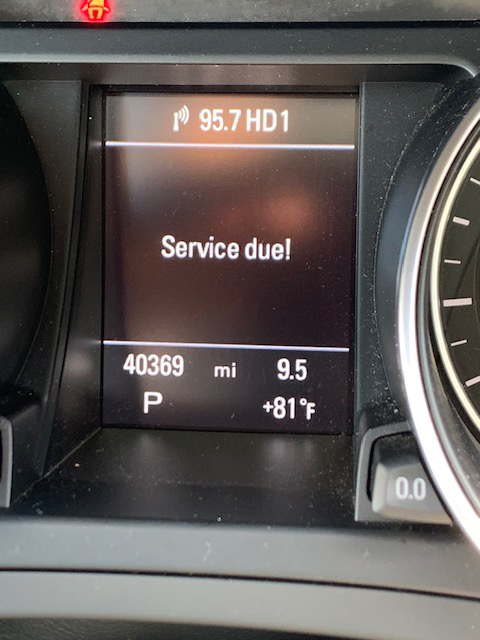 95.7 HD1
Service due!
40369 mi 9.5
P +81°F
0.0